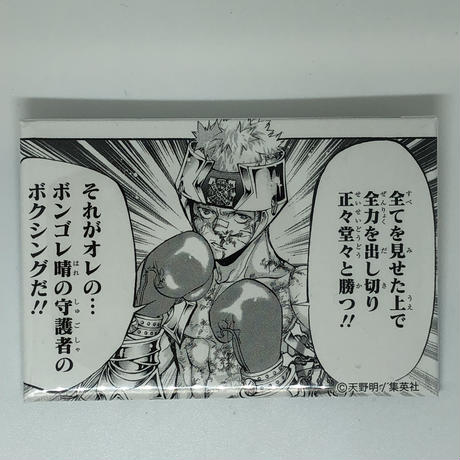 全てを見せた上で
全力を出し切り
正々堂々と勝つ!!
それがオレの…
ボンゴレ晴の守護者の
ボクシングだ!!
©天野明/集英社